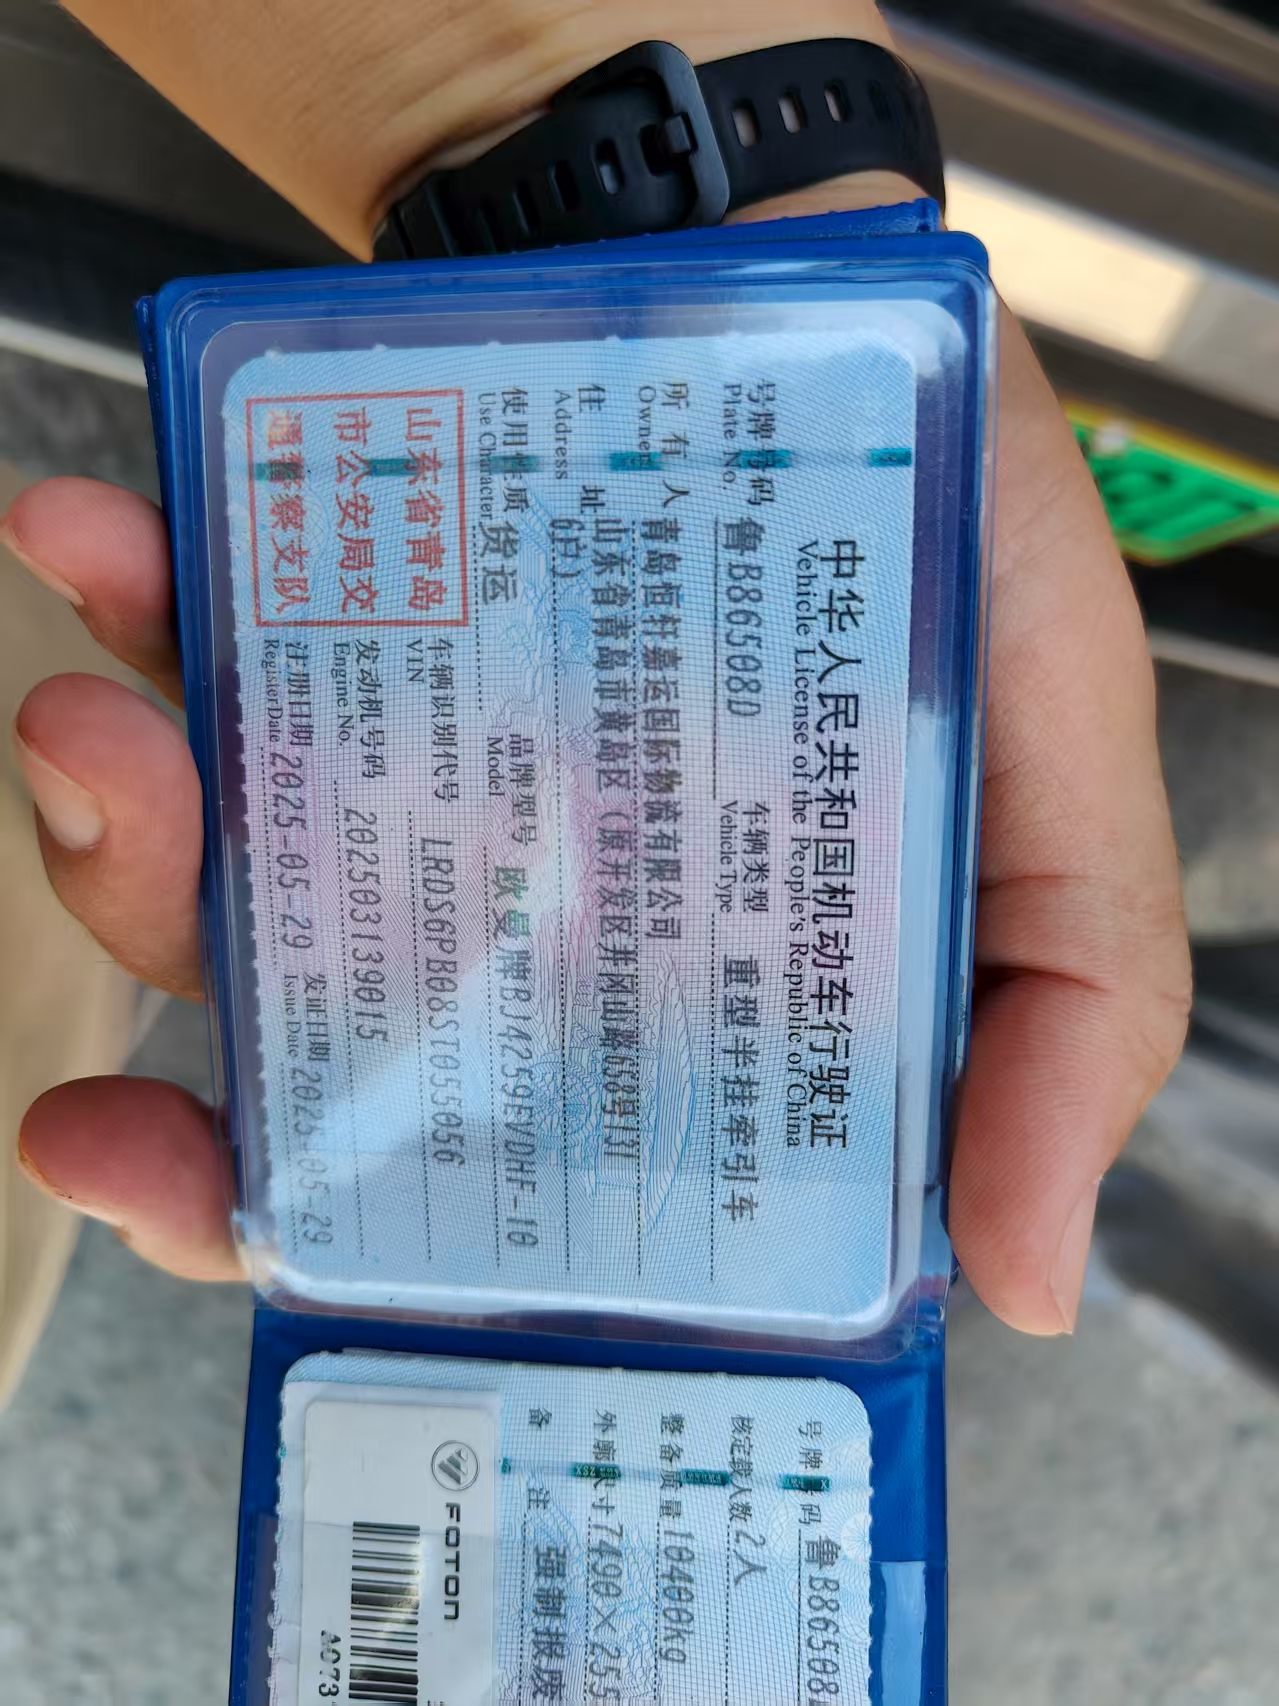 中华人民共和国机动车行驶证
Vehicle License of the People's Republic of China
号牌号码 鲁B86508D 车辆类型 重型半挂牵引车
Plate No. Vehicle Type
所有人 青岛恒轩嘉运国际物流有限公司
Owner
住址 山东省青岛市黄岛区（原开发区井冈山路658号131
Address 6户）
使用性质 货运 品牌型号 欧曼牌BJ4259EVDHF-10
Use Character Model
山东省青岛
市公安局交
通警察支队
车辆识别代号 LRDS6PB08ST055056
VIN
发动机号码 202503139015
Engine No.
注册日期 2025-05-29 发证日期 2025-05-29
Register Date Issue Date
号牌号码 鲁B86508
核定载人数 2人
整备质量 10400kg
外廓尺寸 7490×255
备注 强制报废
FOTON